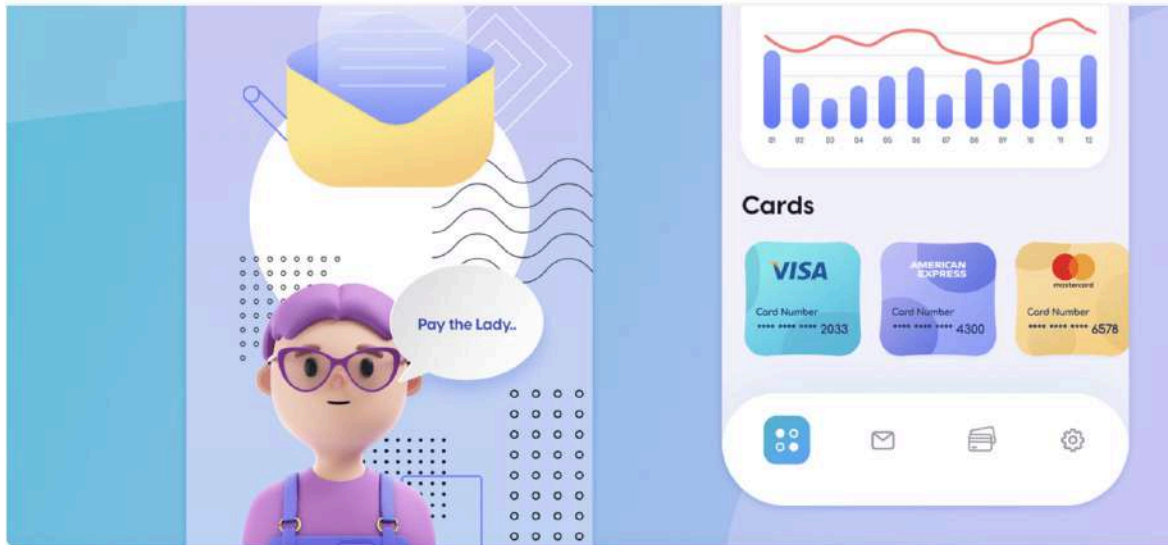 Pay the Lady..
01 02 03 04 05 06 07 08 09 10 11 12
Cards
VISA
Card Number
**** **** **** 2033
AMERICAN
EXPRESS
Card Number
**** **** **** 4300
mastercard
Card Number
**** **** **** 6578